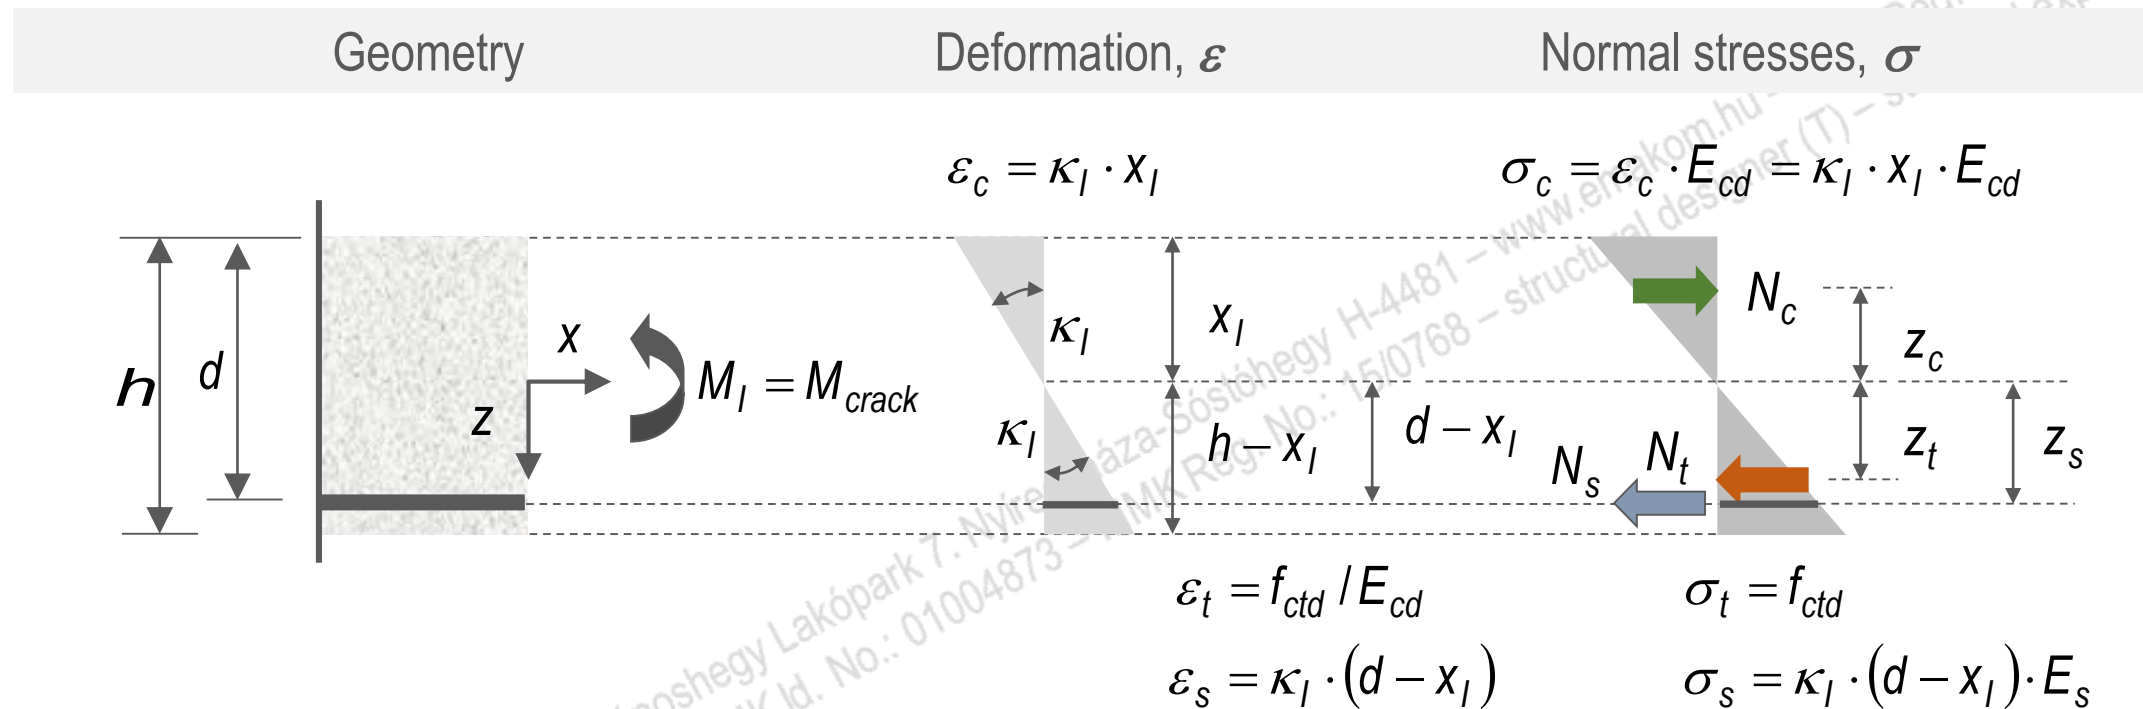 Geometry
Deformation, ε
Normal stresses, σ
ε_c = κ_I · x_I
σ_c = ε_c · E_cd = κ_I · x_I · E_cd
h
d
x
z
M_I = M_crack
κ_I
κ_I
x_I
h – x_I
d – x_I
N_c
N_s
N_t
z_c
z_t
z_s
ε_t = f_ctd / E_cd
σ_t = f_ctd
ε_s = κ_I · (d – x_I)
σ_s = κ_I · (d – x_I) · E_s